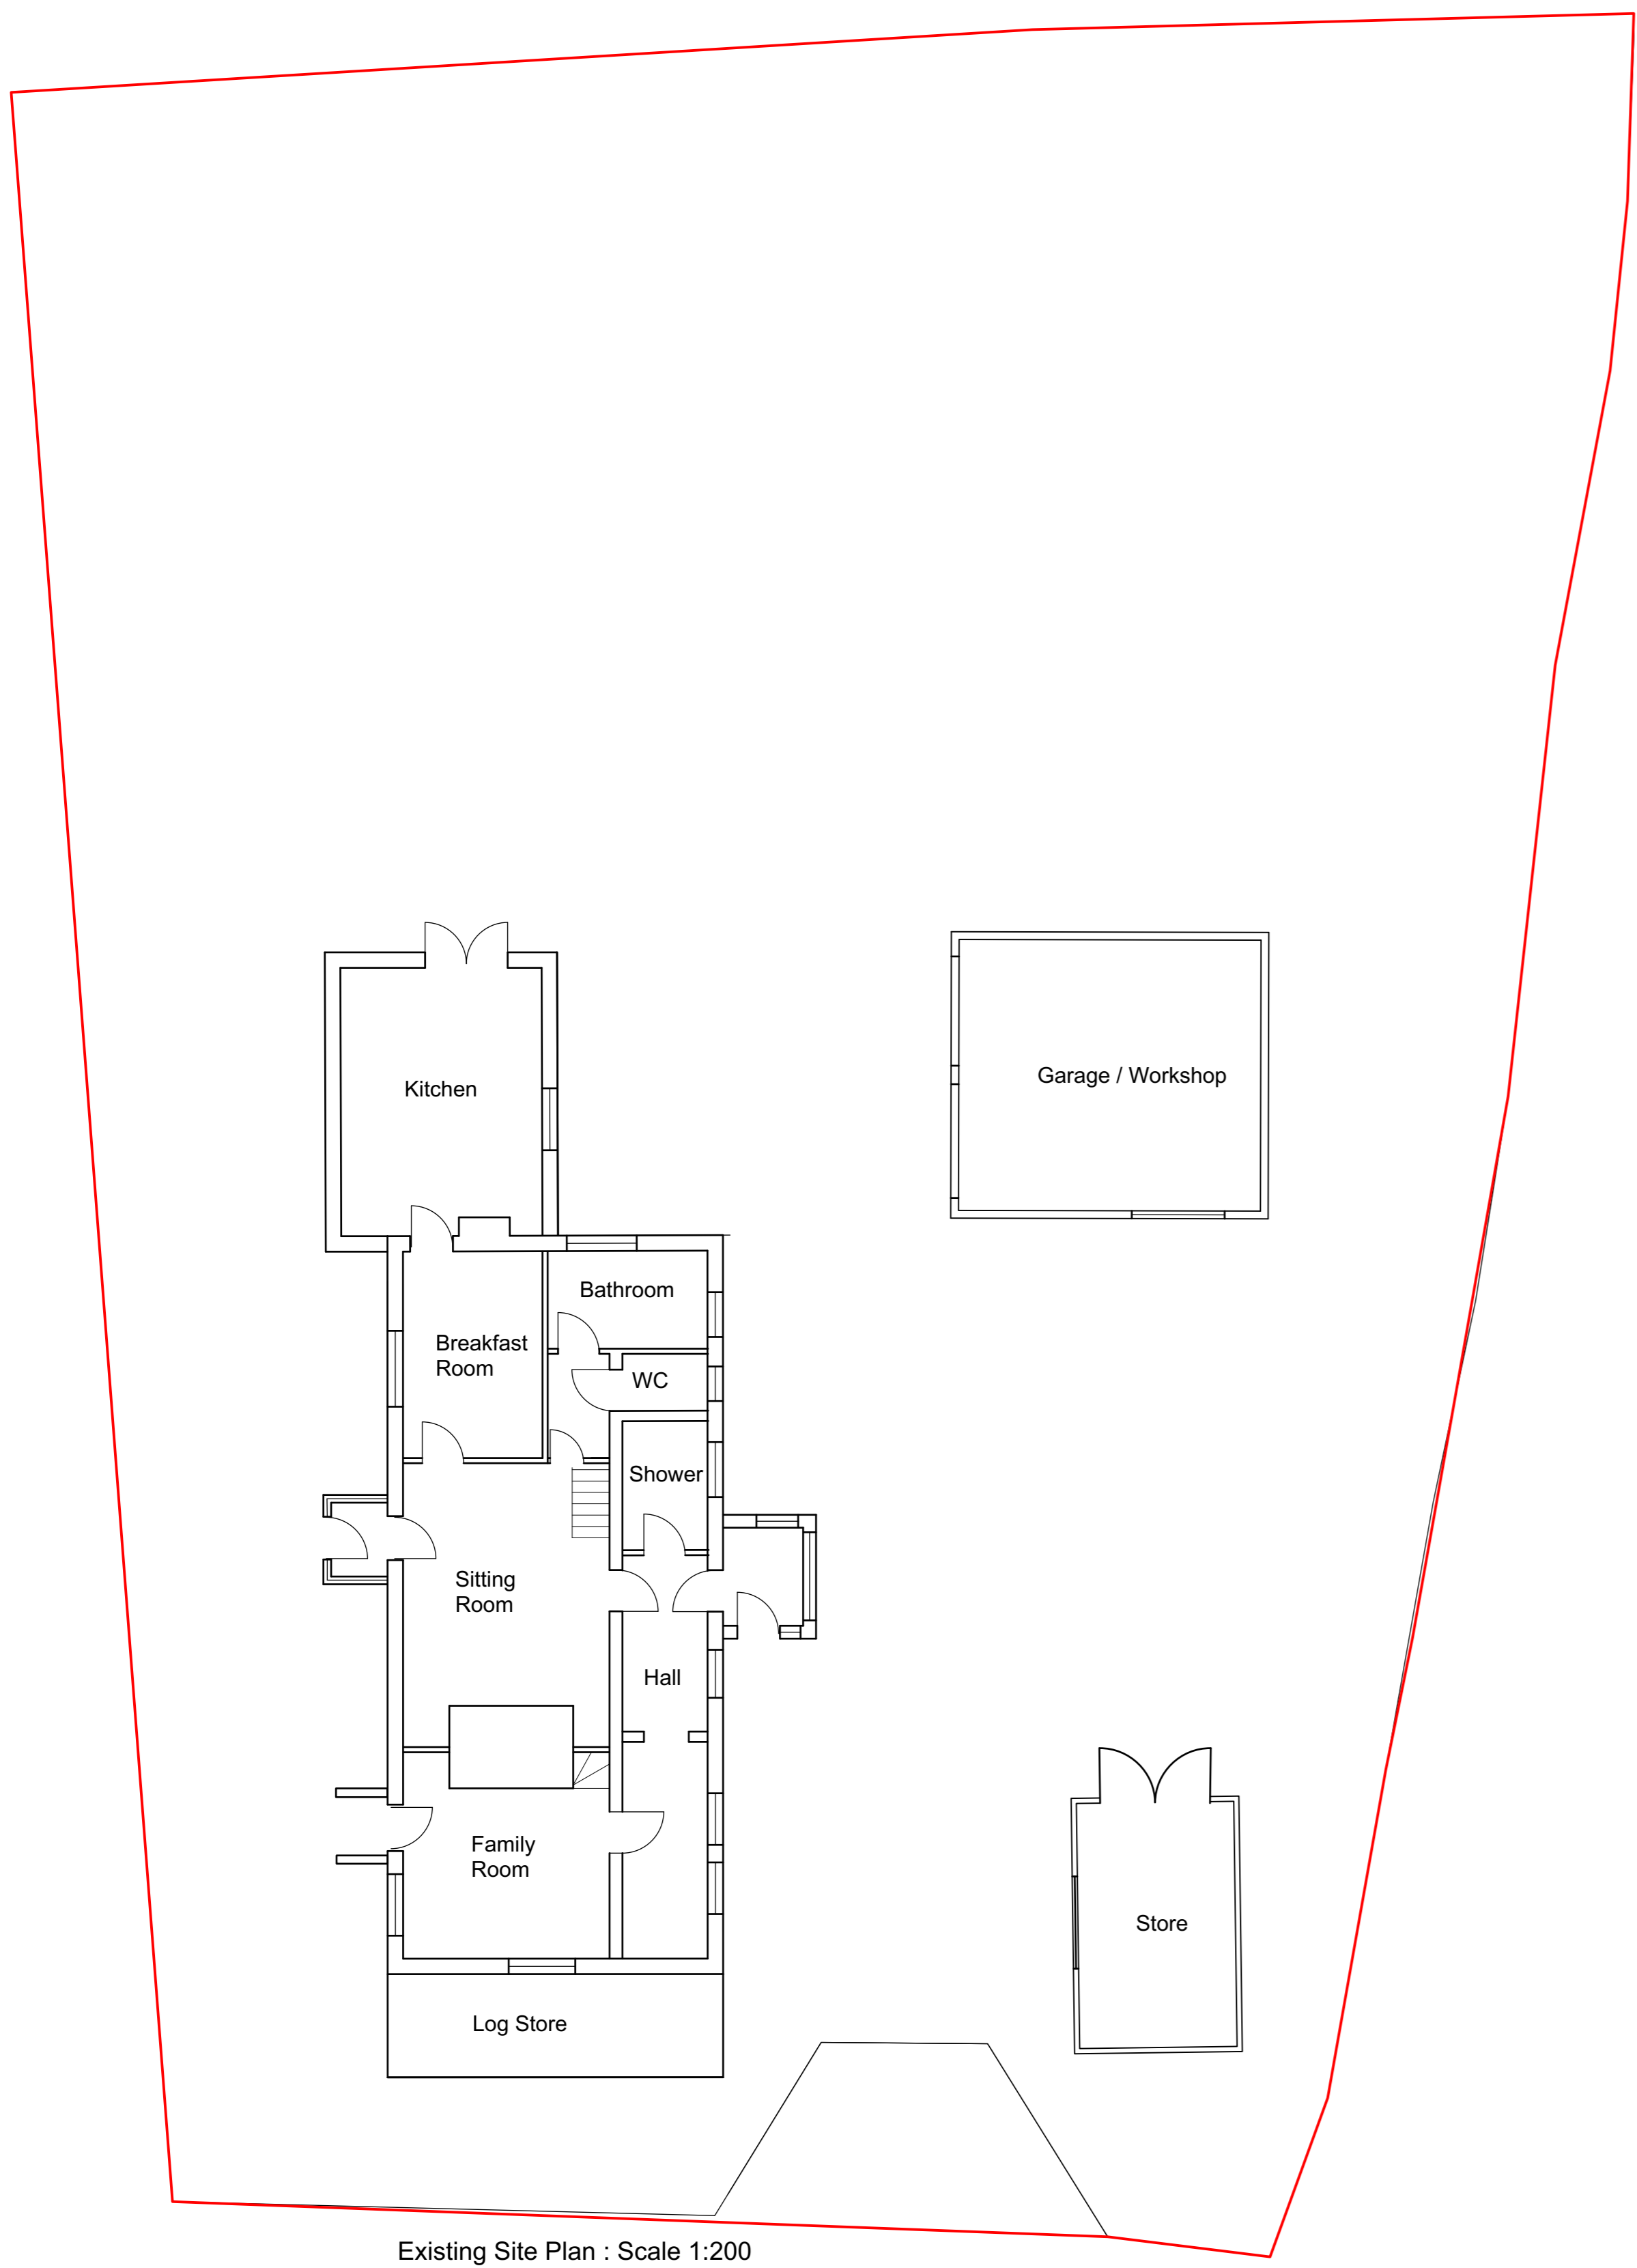 Kitchen
Garage / Workshop
Bathroom
Breakfast
Room
WC
Shower
Sitting
Room
Hall
Family
Room
Store
Log Store
Existing Site Plan : Scale 1:200